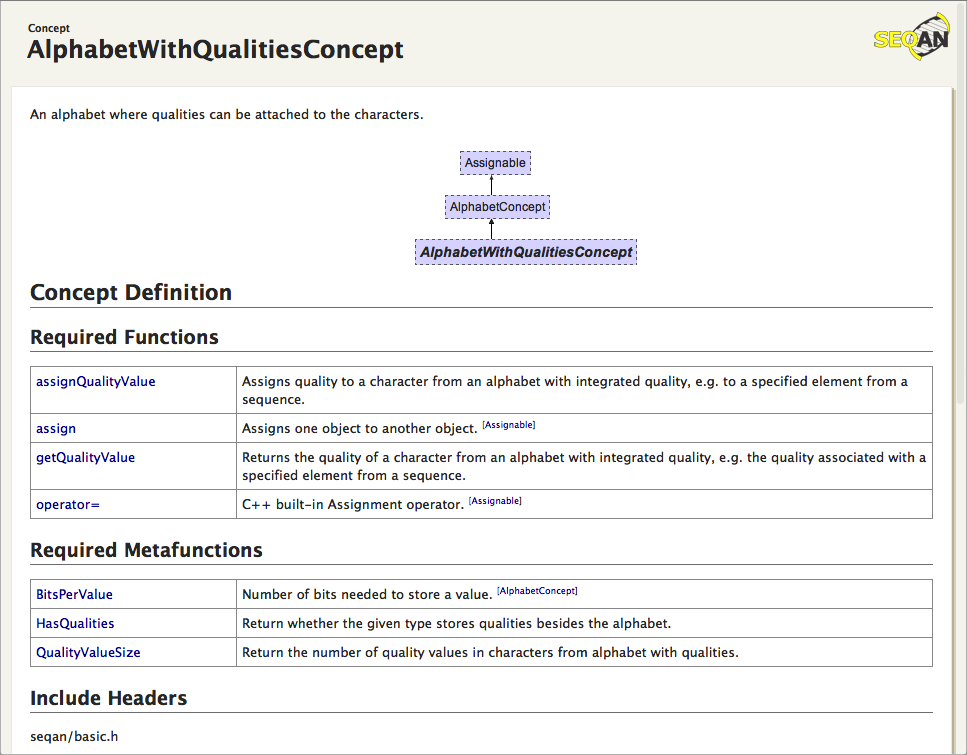 Concept
AlphabetWithQualitiesConcept
SEQAN
An alphabet where qualities can be attached to the characters.
Assignable
AlphabetConcept
AlphabetWithQualitiesConcept
Concept Definition
Required Functions
assignQualityValue
Assigns quality to a character from an alphabet with integrated quality, e.g. to a specified element from a
sequence.
assign
Assigns one object to another object. [Assignable]
getQualityValue
Returns the quality of a character from an alphabet with integrated quality, e.g. the quality associated with a
specified element from a sequence.
operator=
C++ built-in Assignment operator. [Assignable]
Required Metafunctions
BitsPerValue
Number of bits needed to store a value. [AlphabetConcept]
HasQualities
Return whether the given type stores qualities besides the alphabet.
QualityValueSize
Return the number of quality values in characters from alphabet with qualities.
Include Headers
seqan/basic.h